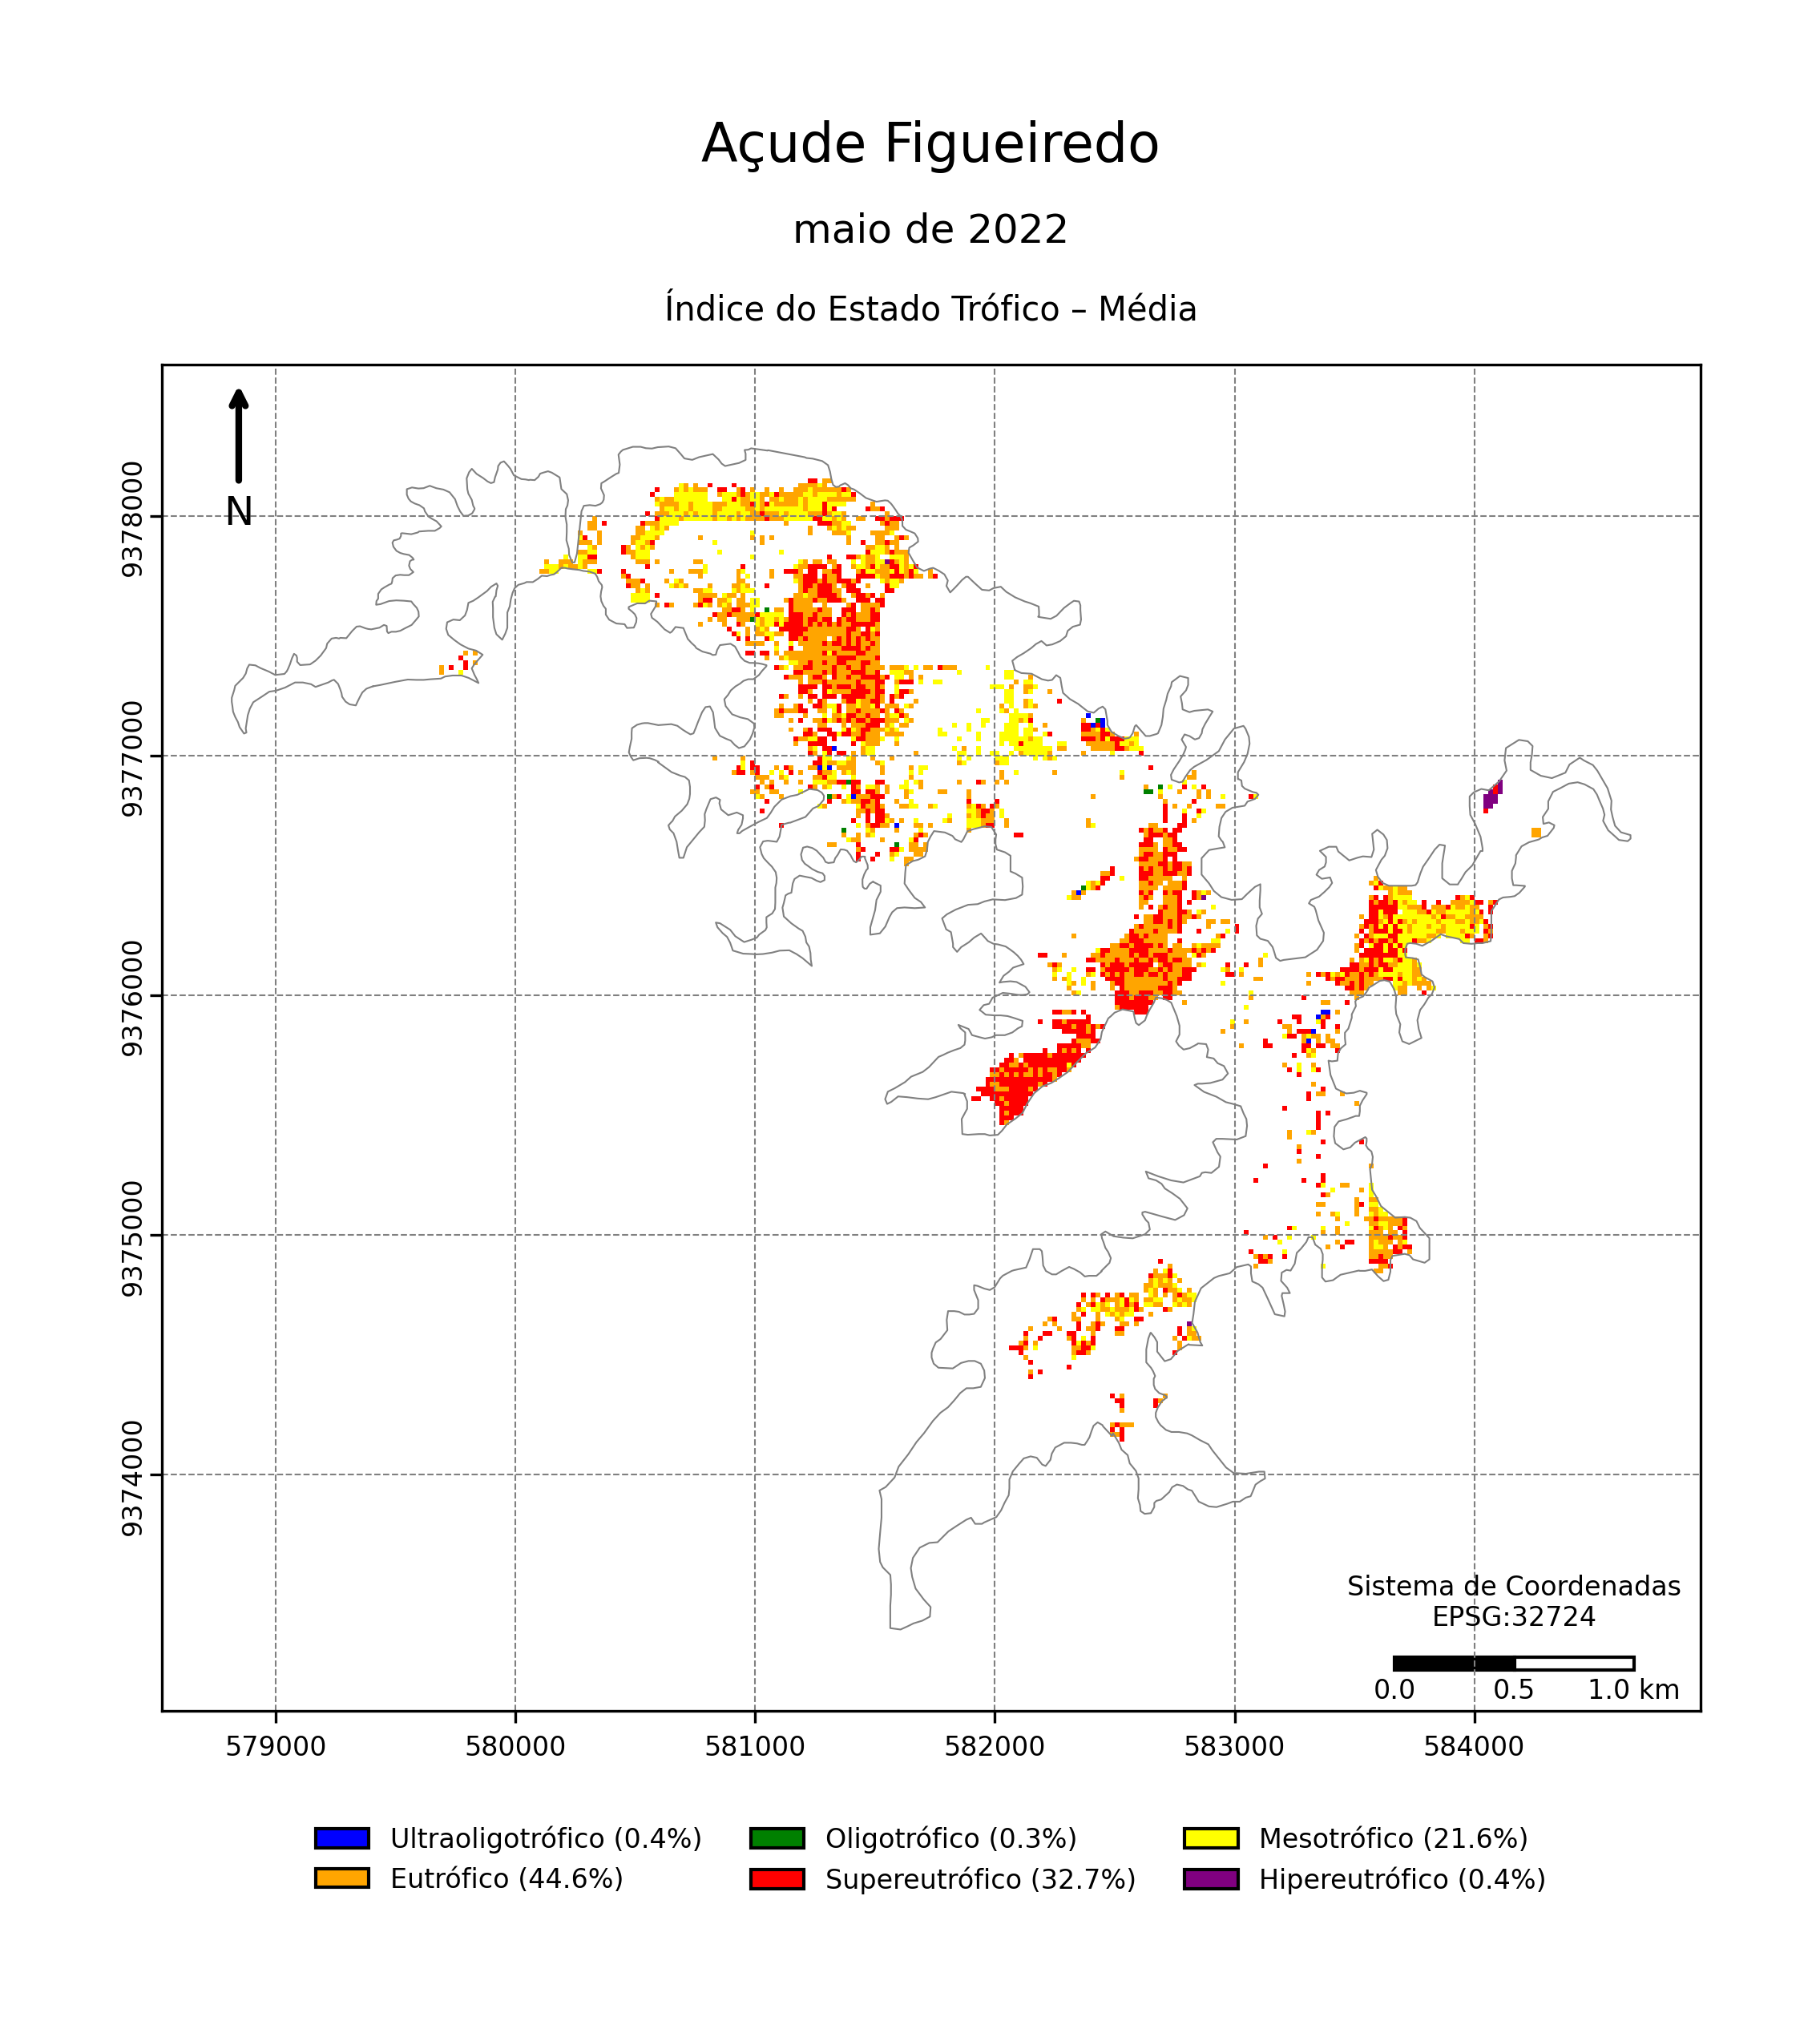 Açude Figueiredo
maio de 2022
Índice do Estado Trófico – Média
N
9378000
9377000
9376000
9375000
9374000
Sistema de Coordenadas
EPSG:32724
0.0 0.5 1.0 km
579000 580000 581000 582000 583000 584000
Ultraoligotrófico (0.4%) Oligotrófico (0.3%) Mesotrófico (21.6%)
Eutrófico (44.6%) Supereutrófico (32.7%) Hipereutrófico (0.4%)